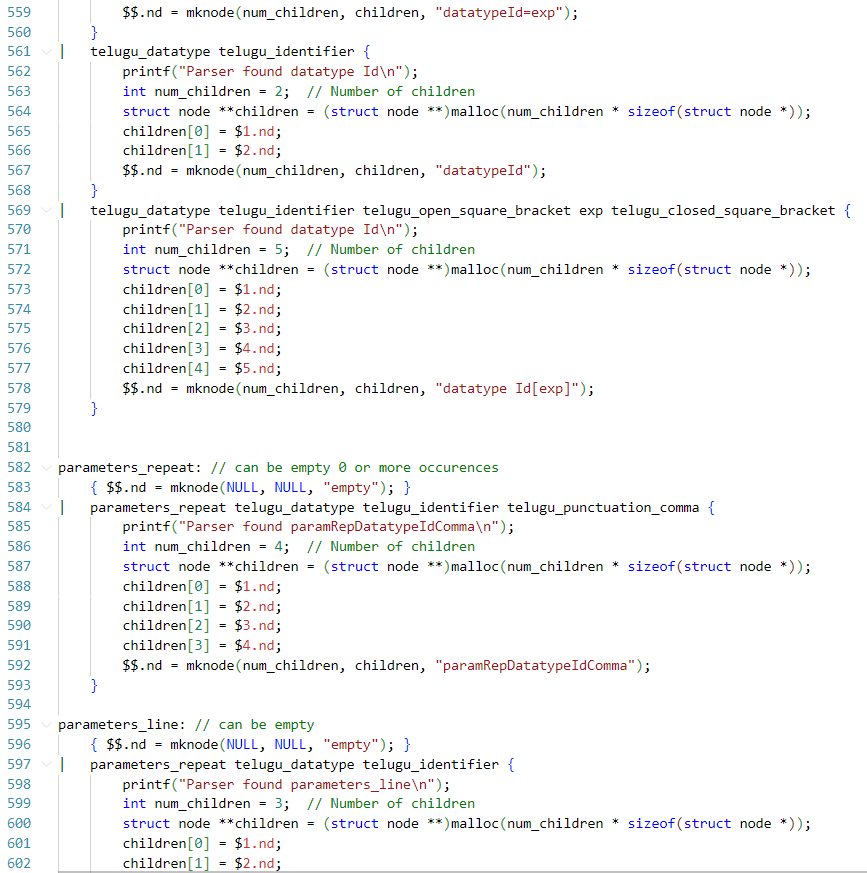 559 $$.nd = mknode(num_children, children, "datatypeId=exp");
560 }
561 | telugu_datatype telugu_identifier {
562 printf("Parser found datatype Id\n");
563 int num_children = 2;  // Number of children
564 struct node **children = (struct node **)malloc(num_children * sizeof(struct node *));
565 children[0] = $1.nd;
566 children[1] = $2.nd;
567 $$.nd = mknode(num_children, children, "datatypeId");
568 }
569 | telugu_datatype telugu_identifier telugu_open_square_bracket exp telugu_closed_square_bracket {
570 printf("Parser found datatype Id\n");
571 int num_children = 5;  // Number of children
572 struct node **children = (struct node **)malloc(num_children * sizeof(struct node *));
573 children[0] = $1.nd;
574 children[1] = $2.nd;
575 children[2] = $3.nd;
576 children[3] = $4.nd;
577 children[4] = $5.nd;
578 $$.nd = mknode(num_children, children, "datatype Id[exp]");
579 }
580
581
582 parameters_repeat: // can be empty 0 or more occurences
583 { $$.nd = mknode(NULL, NULL, "empty"); }
584 | parameters_repeat telugu_datatype telugu_identifier telugu_punctuation_comma {
585 printf("Parser found paramRepDatatypeIdComma\n");
586 int num_children = 4;  // Number of children
587 struct node **children = (struct node **)malloc(num_children * sizeof(struct node *));
588 children[0] = $1.nd;
589 children[1] = $2.nd;
590 children[2] = $3.nd;
591 children[3] = $4.nd;
592 $$.nd = mknode(num_children, children, "paramRepDatatypeIdComma");
593 }
594
595 parameters_line: // can be empty
596 { $$.nd = mknode(NULL, NULL, "empty"); }
597 | parameters_repeat telugu_datatype telugu_identifier {
598 printf("Parser found parameters_line\n");
599 int num_children = 3;  // Number of children
600 struct node **children = (struct node **)malloc(num_children * sizeof(struct node *));
601 children[0] = $1.nd;
602 children[1] = $2.nd;